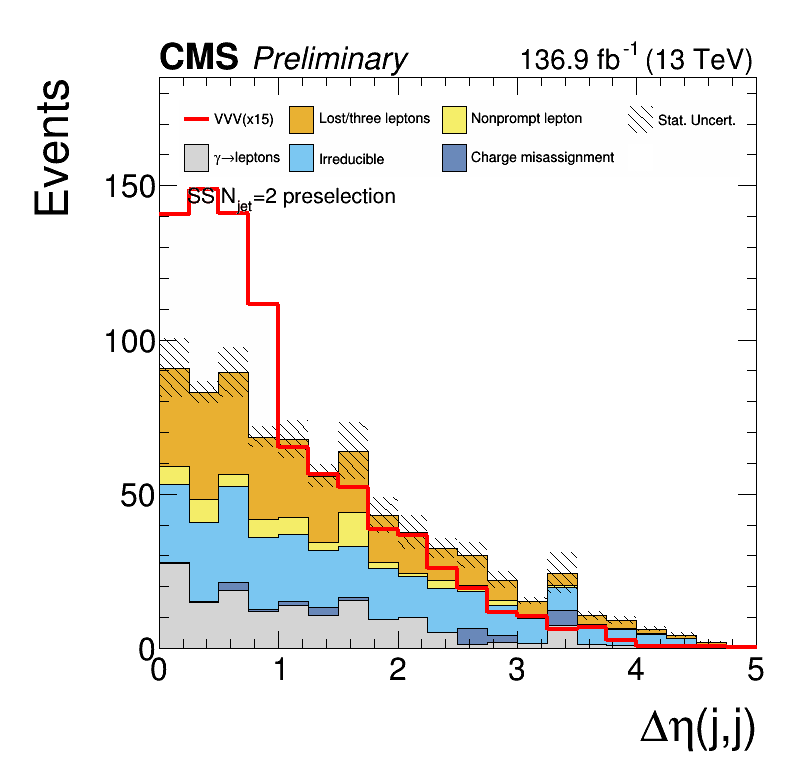 CMS Preliminary 136.9 fb⁻¹ (13 TeV)
Events
VVV(x15) Lost/three leptons Nonprompt lepton Stat. Uncert.
γ→leptons Irreducible Charge misassignment
SS N_jet=2 preselection
150
100
50
0
0 1 2 3 4 5
Δη(j,j)